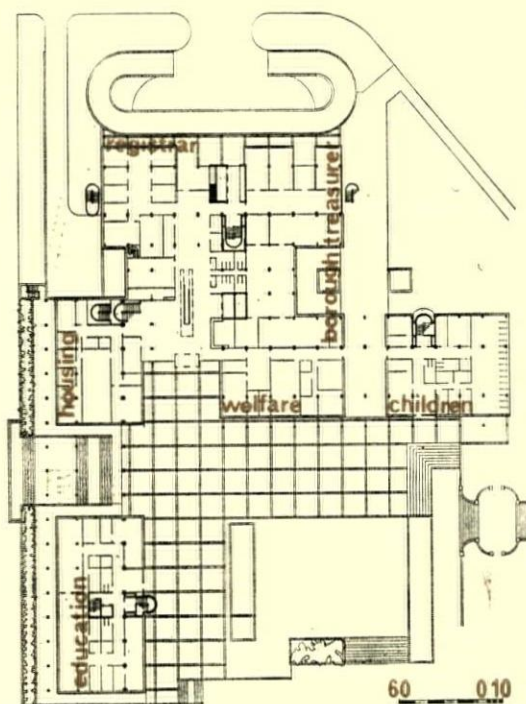 registrar
borough treasurer
housing
welfare
children
education
60 0,10